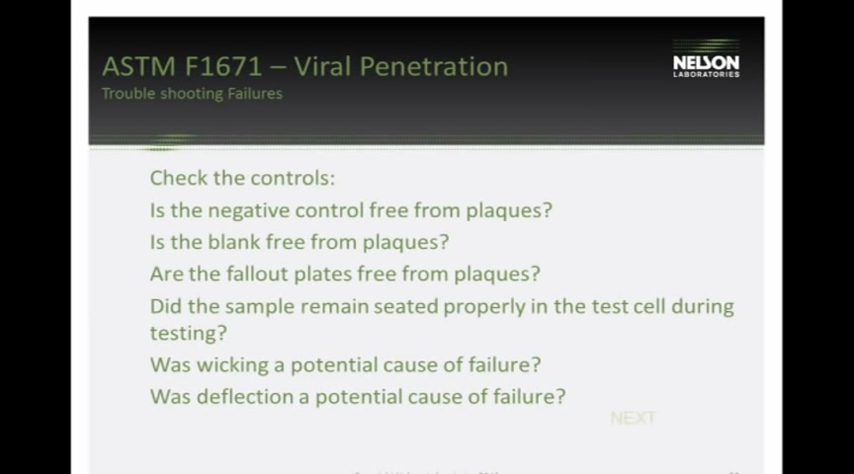 ASTM F1671 – Viral Penetration
Trouble shooting Failures
NELSON
LABORATORIES
Check the controls:
Is the negative control free from plaques?
Is the blank free from plaques?
Are the fallout plates free from plaques?
Did the sample remain seated properly in the test cell during
testing?
Was wicking a potential cause of failure?
Was deflection a potential cause of failure?
NEXT